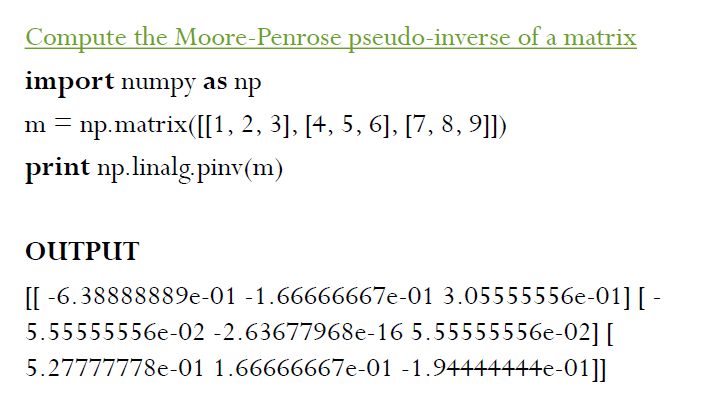 Compute the Moore-Penrose pseudo-inverse of a matrix
import numpy as np
m = np.matrix([[1, 2, 3], [4, 5, 6], [7, 8, 9]])
print np.linalg.pinv(m)
OUTPUT
[[ -6.38888889e-01 -1.66666667e-01 3.05555556e-01] [ -
5.55555556e-02 -2.63677968e-16 5.55555556e-02] [
5.27777778e-01 1.66666667e-01 -1.94444444e-01]]